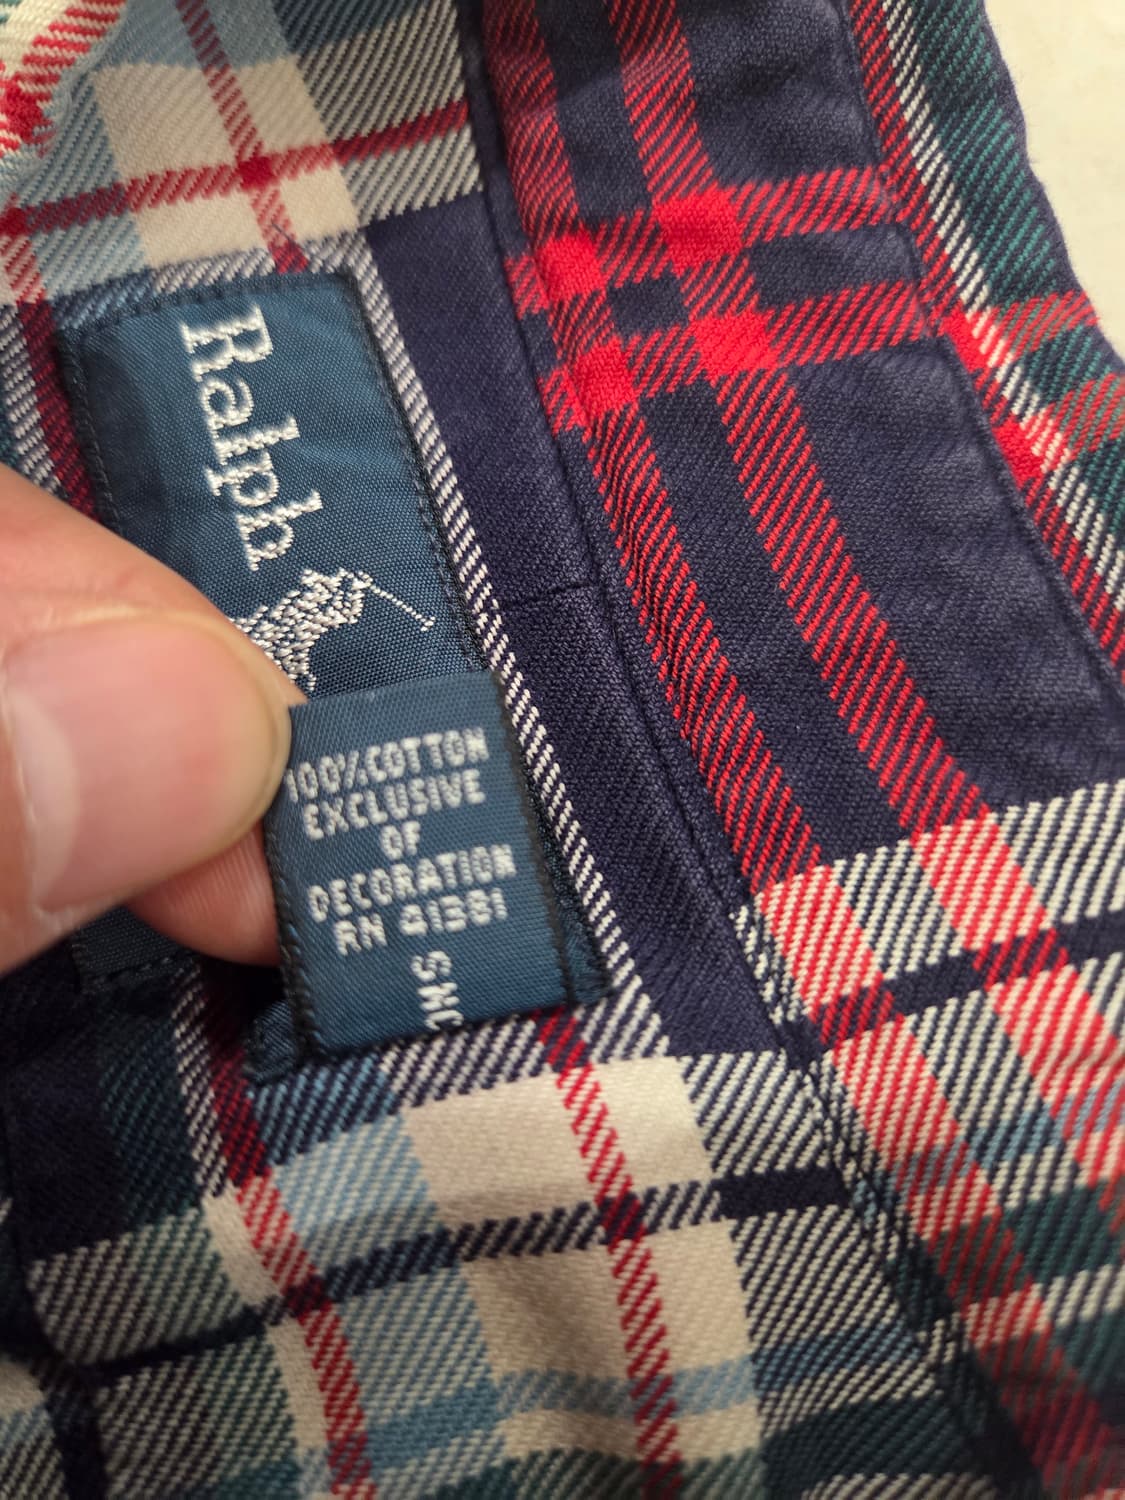 Ralph
100% COTTON
EXCLUSIVE
OF
DECORATION
RN 41381